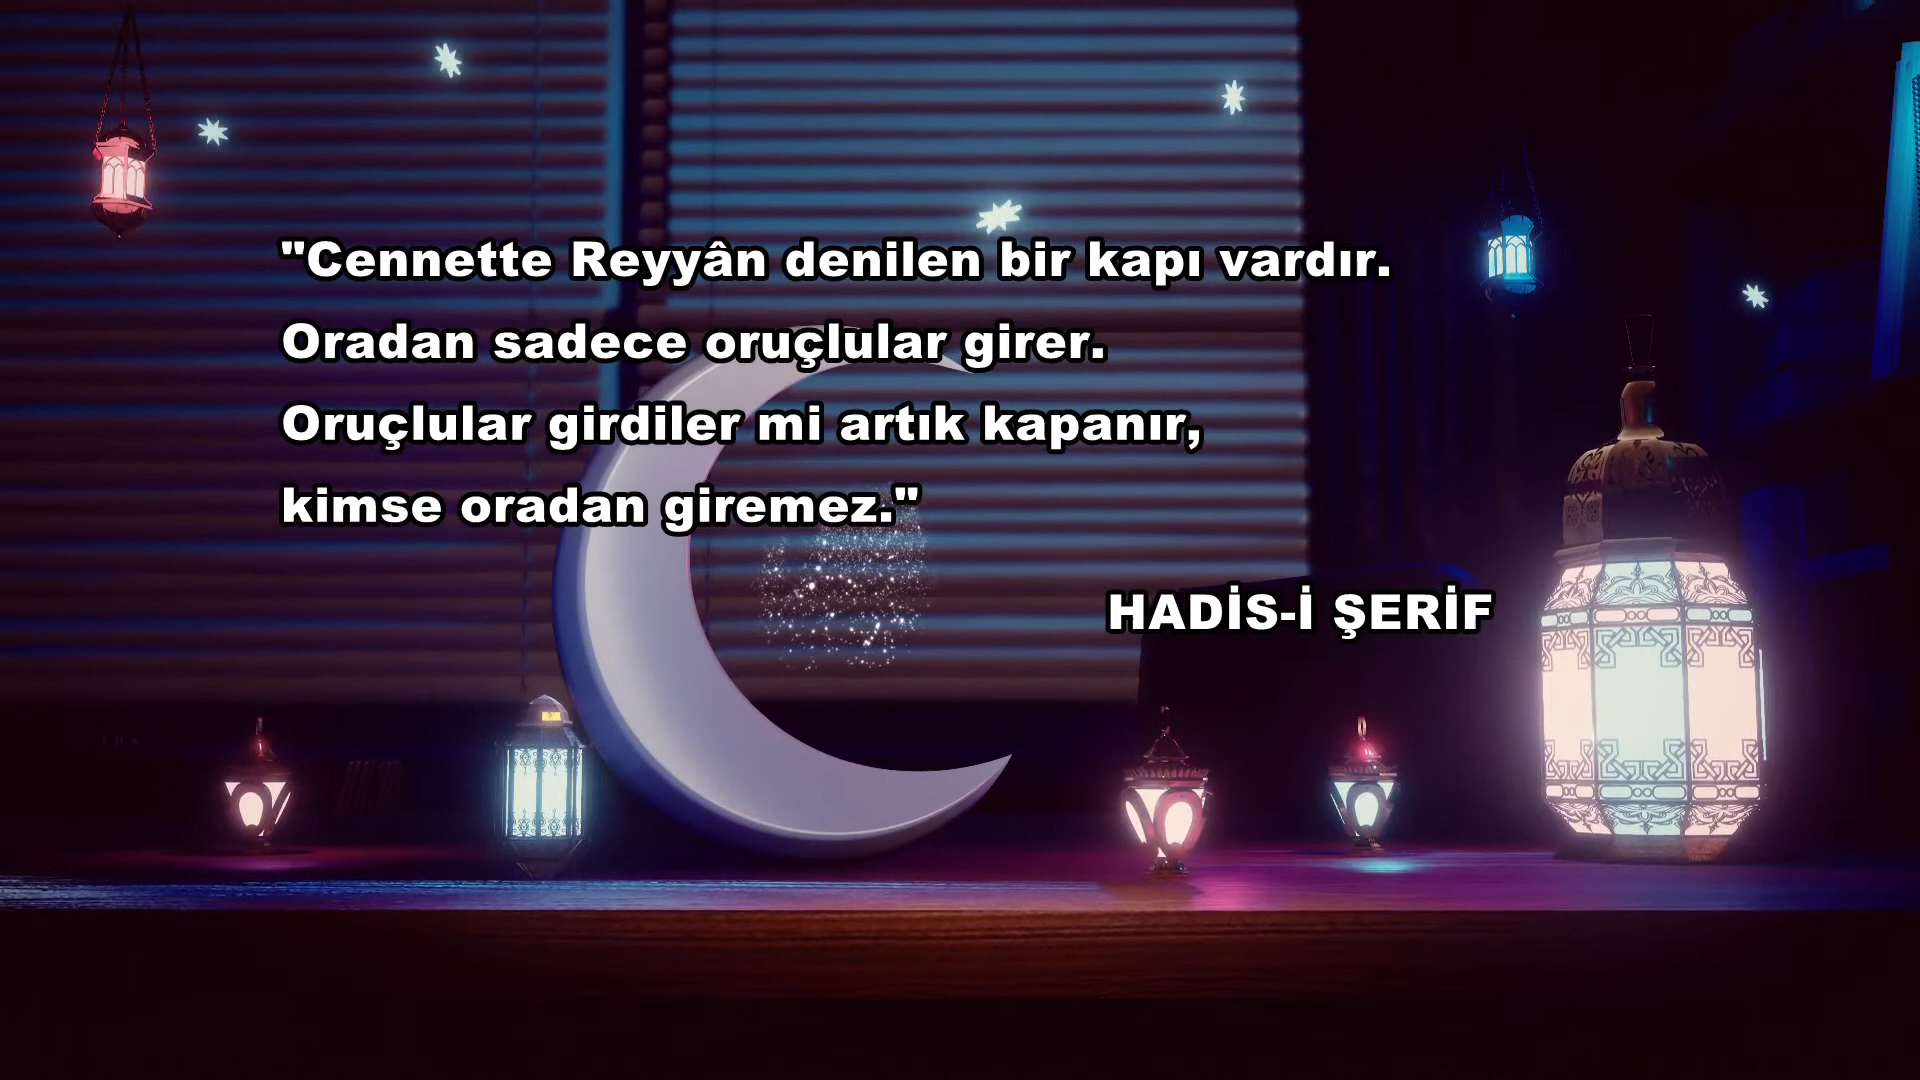 "Cennette Reyyân denilen bir kapı vardır.
Oradan sadece oruçlular girer.
Oruçlular girdiler mi artık kapanır,
kimse oradan giremez."
HADİS-İ ŞERİF